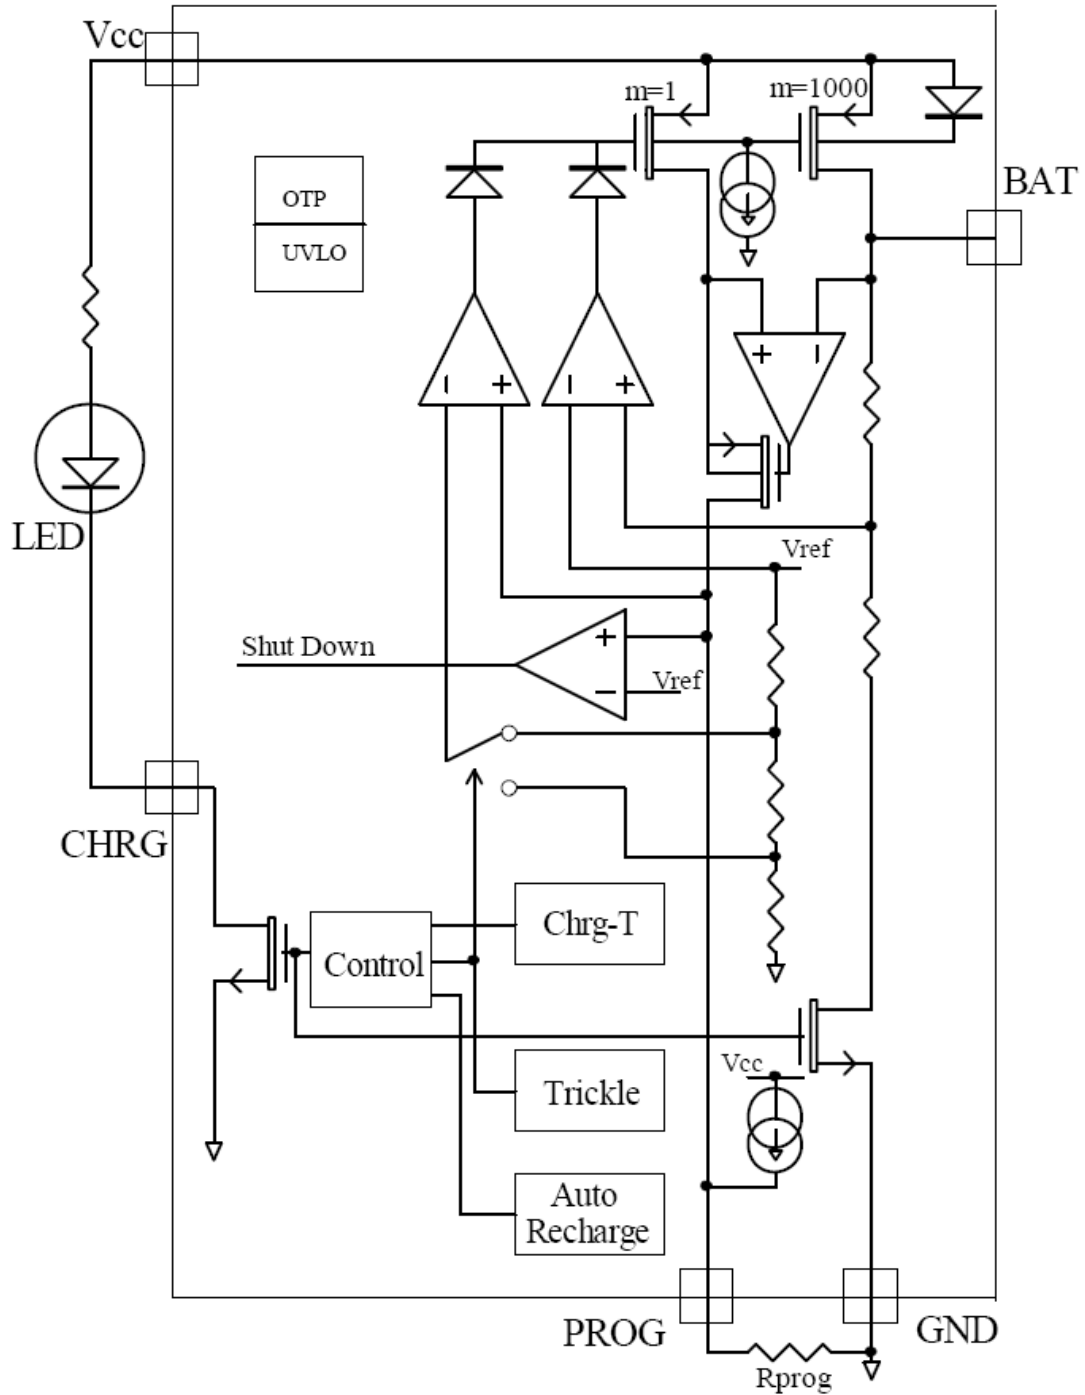 Vcc
m=1
m=1000
BAT
OTP
UVLO
+
+
+
LED
Vref
Shut Down
+
Vref
−
CHRG
Chrg-T
Control
Vcc
Trickle
Auto
Recharge
PROG
GND
Rprog